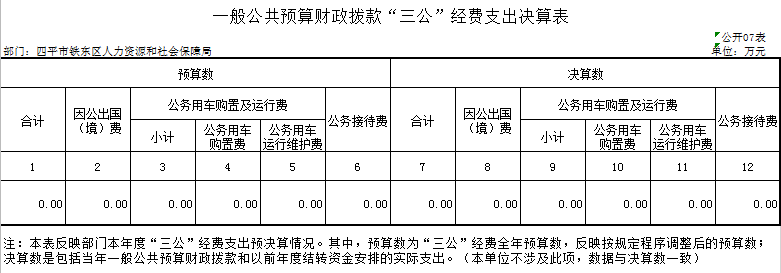 一般公共预算财政拨款“三公”经费支出决算表
公开07表
部门：四平市铁东区人力资源和社会保障局 单位：万元
预算数 决算数
合计 因公出国（境）费 公务用车购置及运行费 公务接待费 合计 因公出国（境）费 公务用车购置及运行费 公务接待费
小计 公务用车购置费 公务用车运行维护费 小计 公务用车购置费 公务用车运行维护费
1 2 3 4 5 6 7 8 9 10 11 12
0.00 0.00 0.00 0.00 0.00 0.00 0.00 0.00 0.00 0.00 0.00 0.00
注：本表反映部门本年度“三公”经费支出预决算情况。其中，预算数为“三公”经费全年预算数，反映按规定程序调整后的预算数；
决算数是包括当年一般公共预算财政拨款和以前年度结转资金安排的实际支出。（本单位不涉及此项，数据与决算数一致）